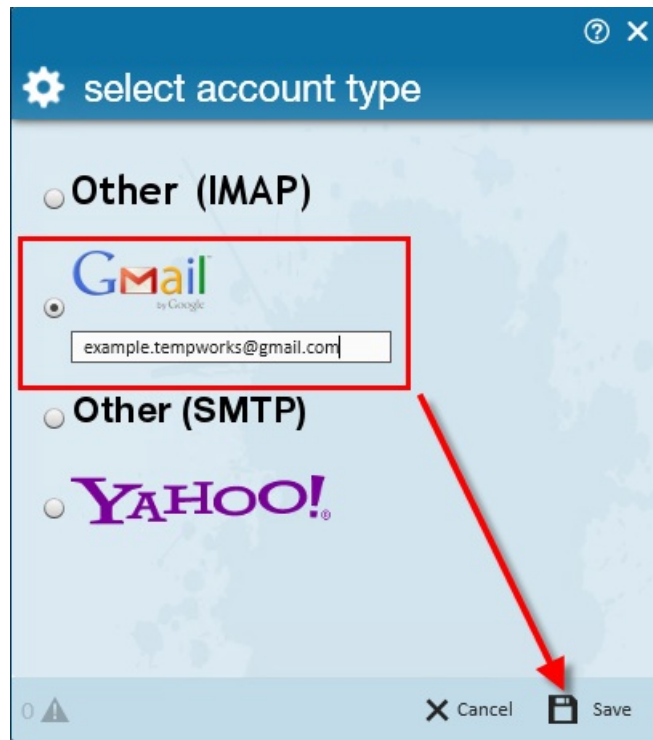 select account type
Other (IMAP)
Gmail
by Google
example.tempworks@gmail.com
Other (SMTP)
YAHOO!
0
Cancel
Save